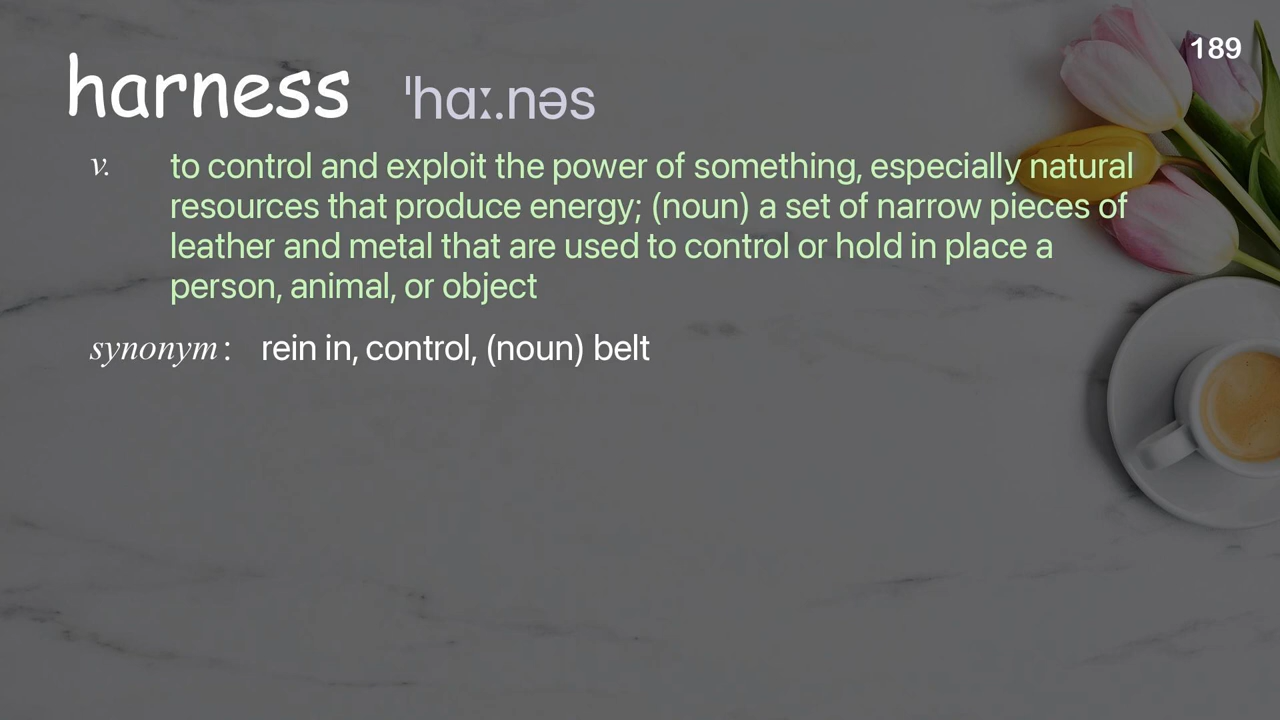 189
harness ˈhɑː.nəs
v. to control and exploit the power of something, especially natural
resources that produce energy; (noun) a set of narrow pieces of
leather and metal that are used to control or hold in place a
person, animal, or object
synonym : rein in, control, (noun) belt